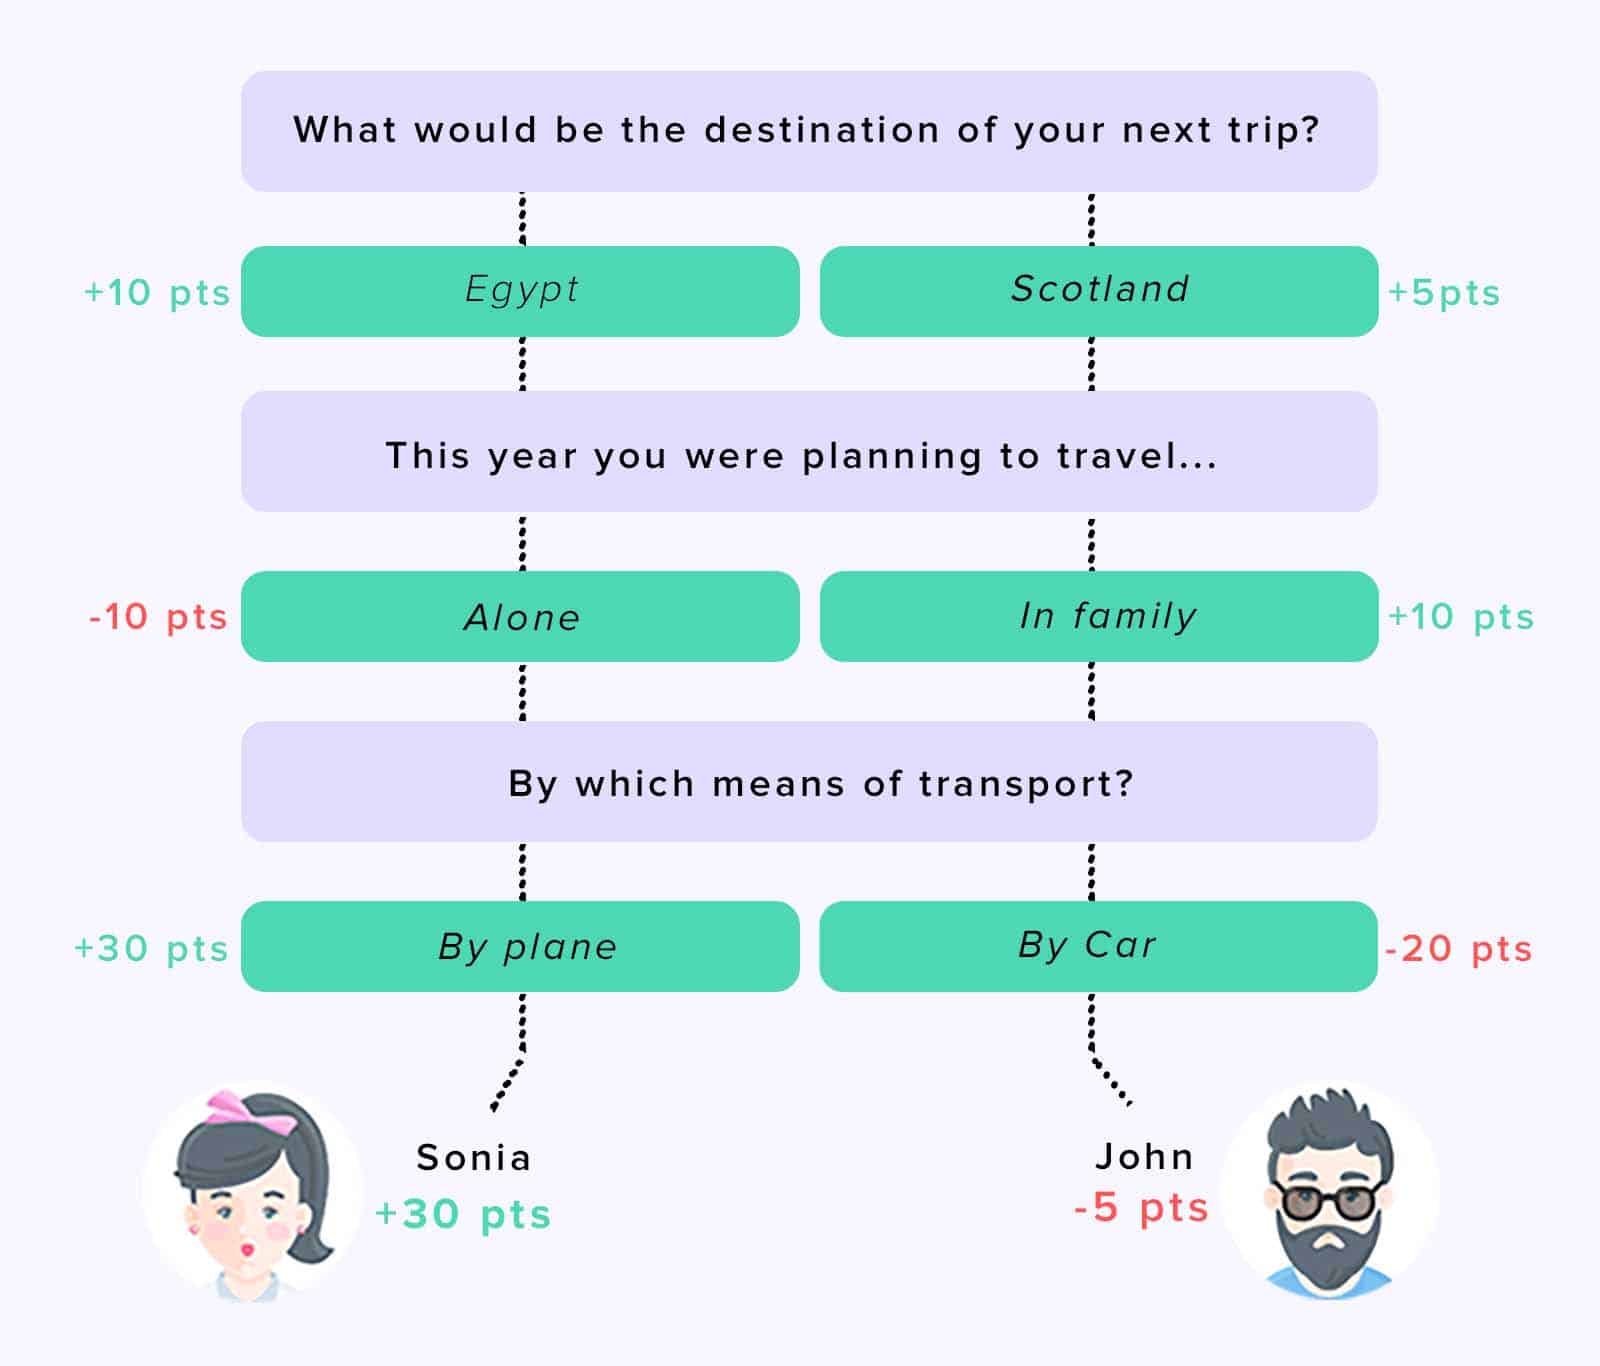 What would be the destination of your next trip?
+10 pts
Egypt
Scotland
+5pts
This year you were planning to travel...
-10 pts
Alone
In family
+10 pts
By which means of transport?
+30 pts
By plane
By Car
-20 pts
Sonia
+30 pts
John
-5 pts